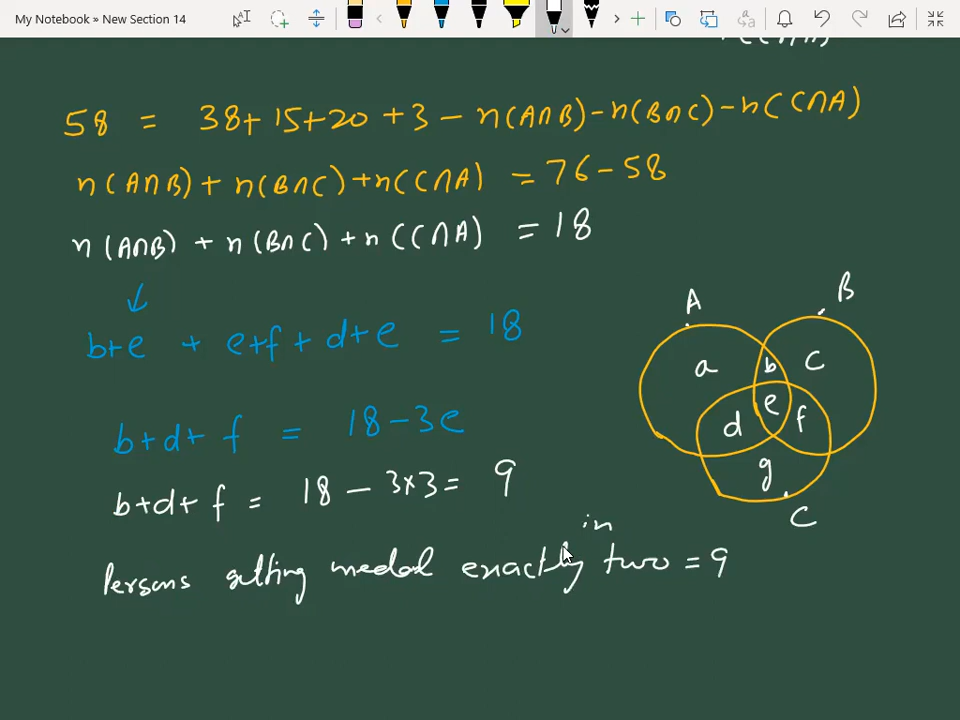 My Notebook » New Section 14
58 = 38+15+20+3-n(A∩B)-n(B∩C)-n(C∩A)
n(A∩B)+n(B∩C)+n(C∩A) = 76-58
n(A∩B)+n(B∩C)+n(C∩A) = 18
b+e + e+f + d+e = 18
A
B
a b c
b+d+f = 18-3e
e
d f
g
b+d+f = 18 - 3×3 = 9
C
in
Persons getting medal exactly two = 9